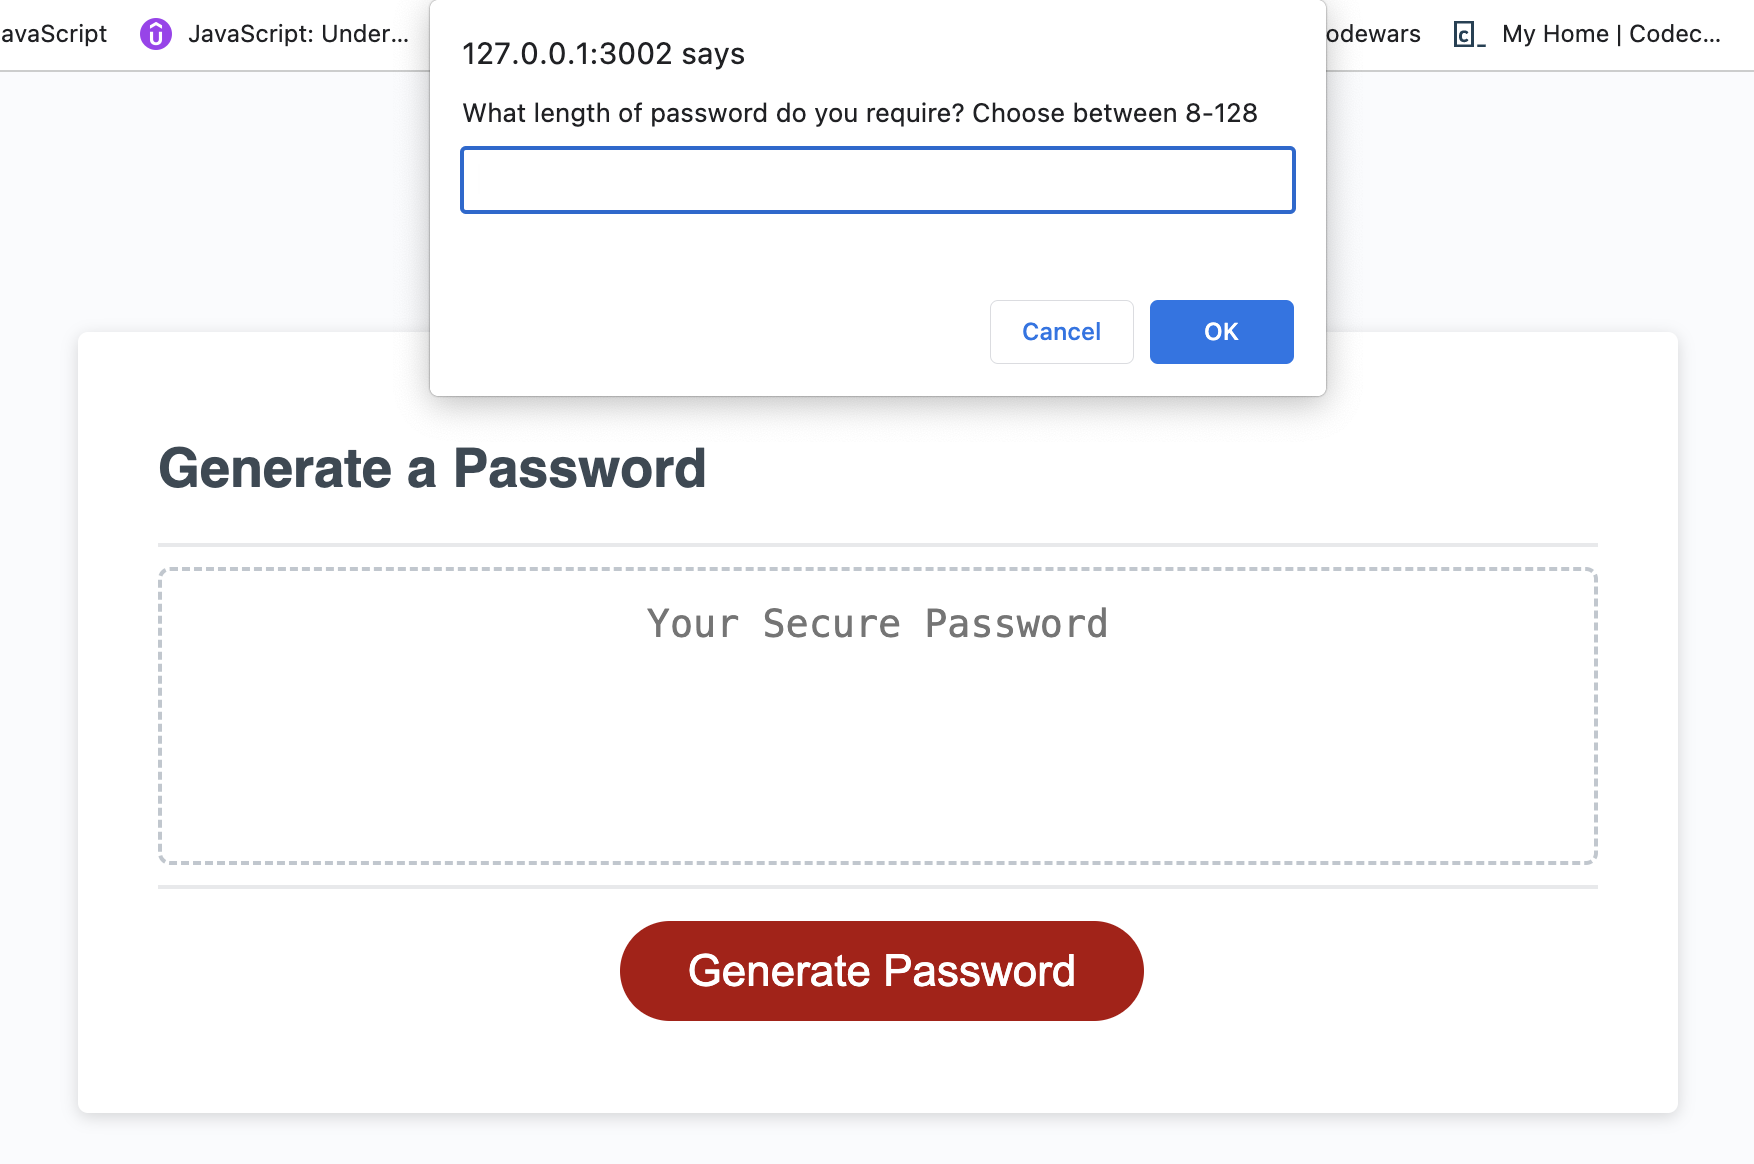 avaScript
JavaScript: Under...
odewars
My Home | Codec...
127.0.0.1:3002 says
What length of password do you require? Choose between 8-128
Cancel
OK
Generate a Password
Your Secure Password
Generate Password